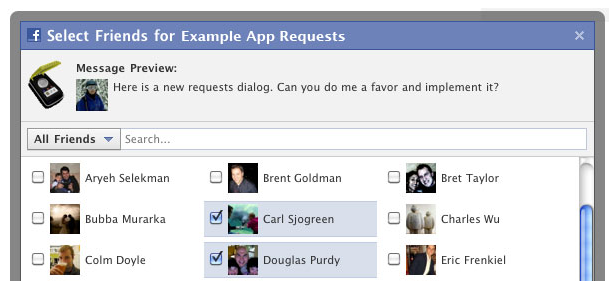 f Select Friends for Example App Requests
Message Preview:
Here is a new requests dialog. Can you do me a favor and implement it?
All Friends Search...
Aryeh Selekman Brent Goldman Bret Taylor
Bubba Murarka Carl Sjogreen Charles Wu
Colm Doyle Douglas Purdy Eric Frenkiel